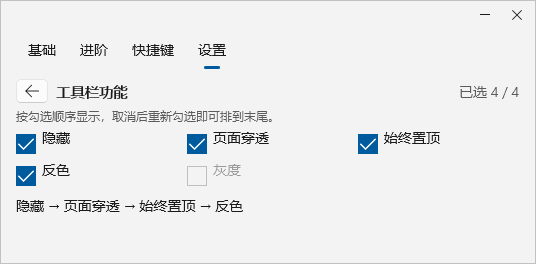 基础 进阶 快捷键 设置
工具栏功能 已选 4 / 4
按勾选顺序显示，取消后重新勾选即可排到末尾。
隐藏 页面穿透 始终置顶
反色 灰度
隐藏 → 页面穿透 → 始终置顶 → 反色